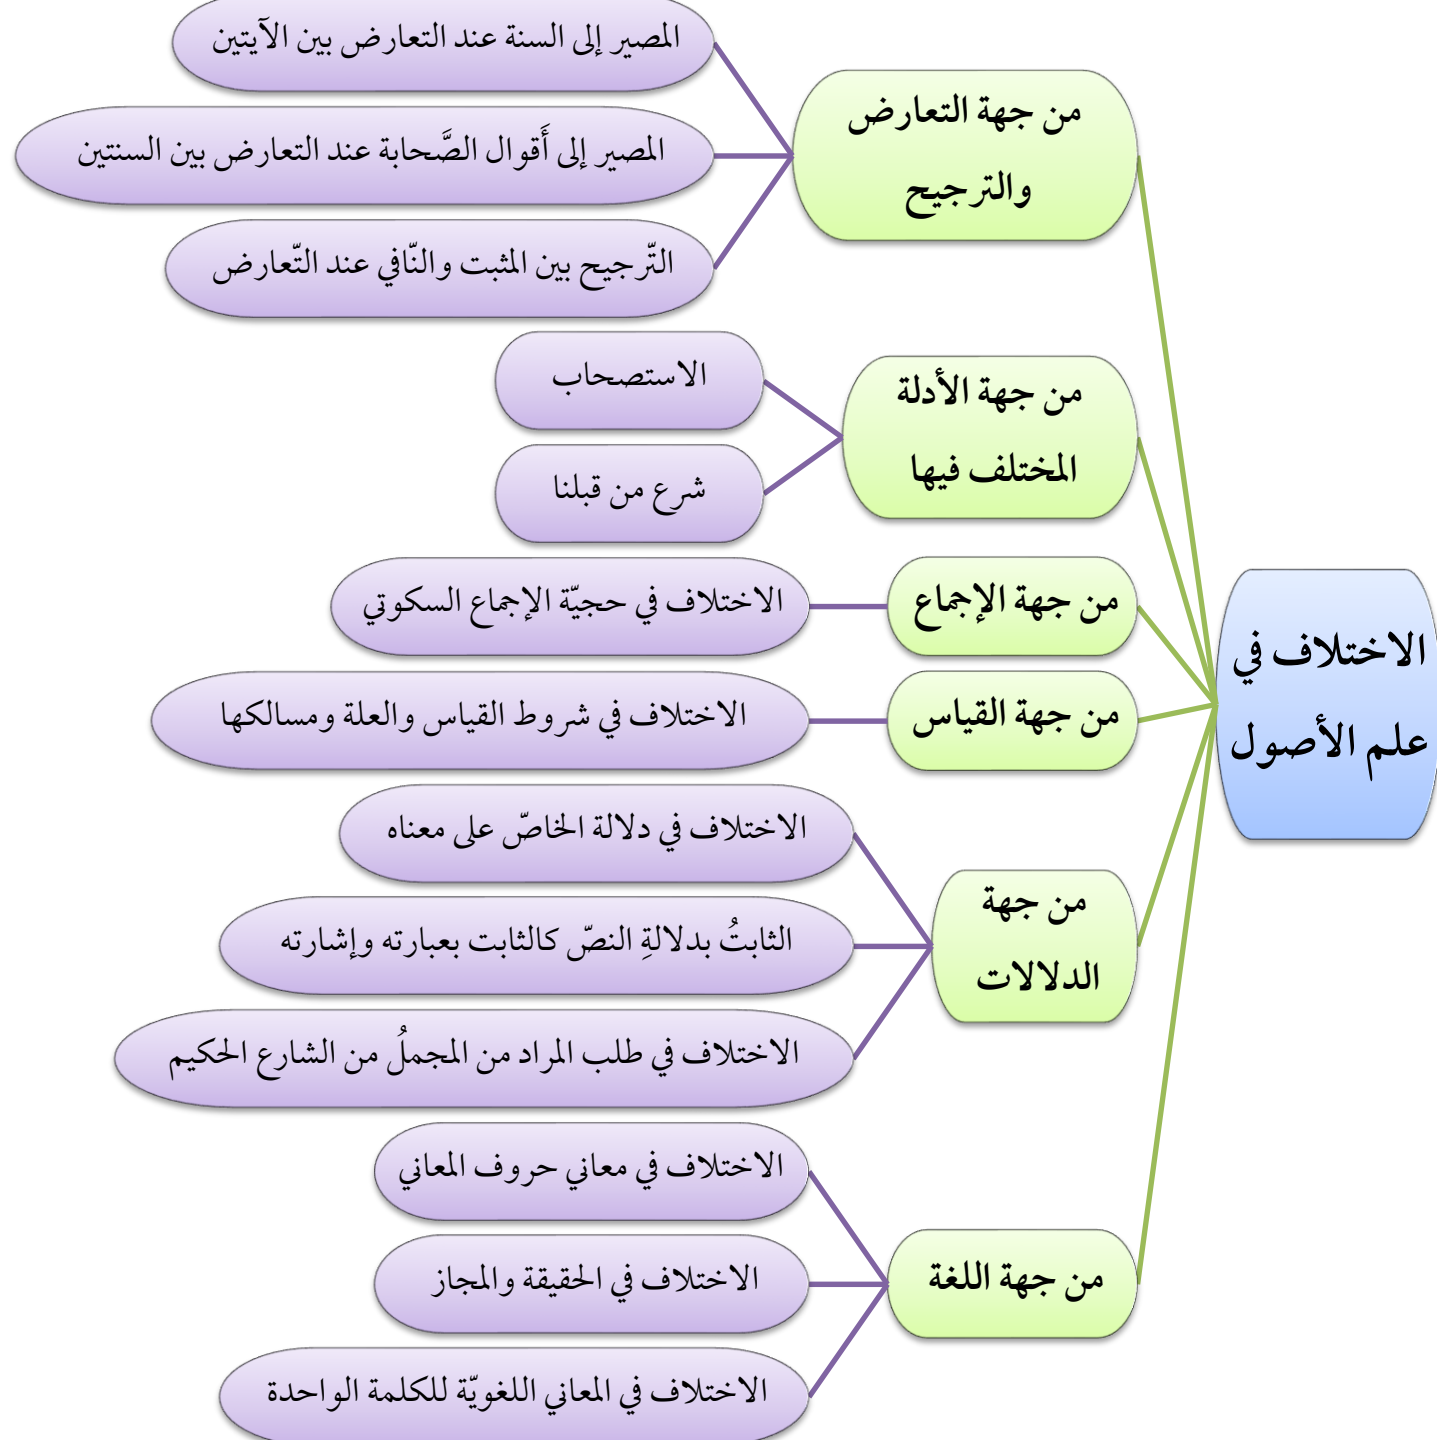 الاختلاف في
علم الأصول
من جهة التعارض
والترجيح
المصير إلى السنة عند التعارض بين الآيتين
المصير إلى أَقوال الصَّحابة عند التعارض بين السنتين
التّرجيح بين المثبت والنّافي عند التّعارض
من جهة الأدلة
المختلف فيها
الاستصحاب
شرع من قبلنا
من جهة الإجماع
الاختلاف في حجيّة الإجماع السكوتي
من جهة القياس
الاختلاف في شروط القياس والعلة ومسالكها
من جهة
الدلالات
الاختلاف في دلالة الخاصّ على معناه
الثابتُ بدلالةِ النصّ كالثابت بعبارته وإشارته
الاختلاف في طلب المراد من المجملُ من الشارع الحكيم
من جهة اللغة
الاختلاف في معاني حروف المعاني
الاختلاف في الحقيقة والمجاز
الاختلاف في المعاني اللغويّة للكلمة الواحدة